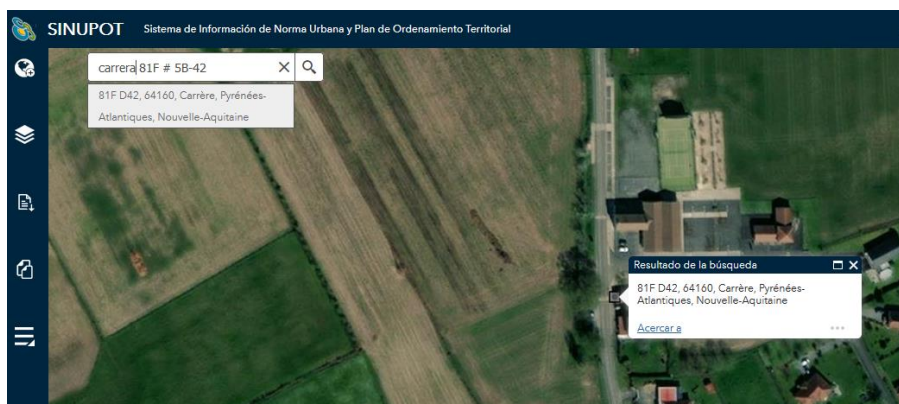 SINUPOT Sistema de Información de Norma Urbana y Plan de Ordenamiento Territorial
carrera 81F # 5B-42
81F D42, 64160, Carrère, Pyrénées-
Atlantiques, Nouvelle-Aquitaine
Resultado de la búsqueda
81F D42, 64160, Carrère, Pyrénées-
Atlantiques, Nouvelle-Aquitaine
Acercar a